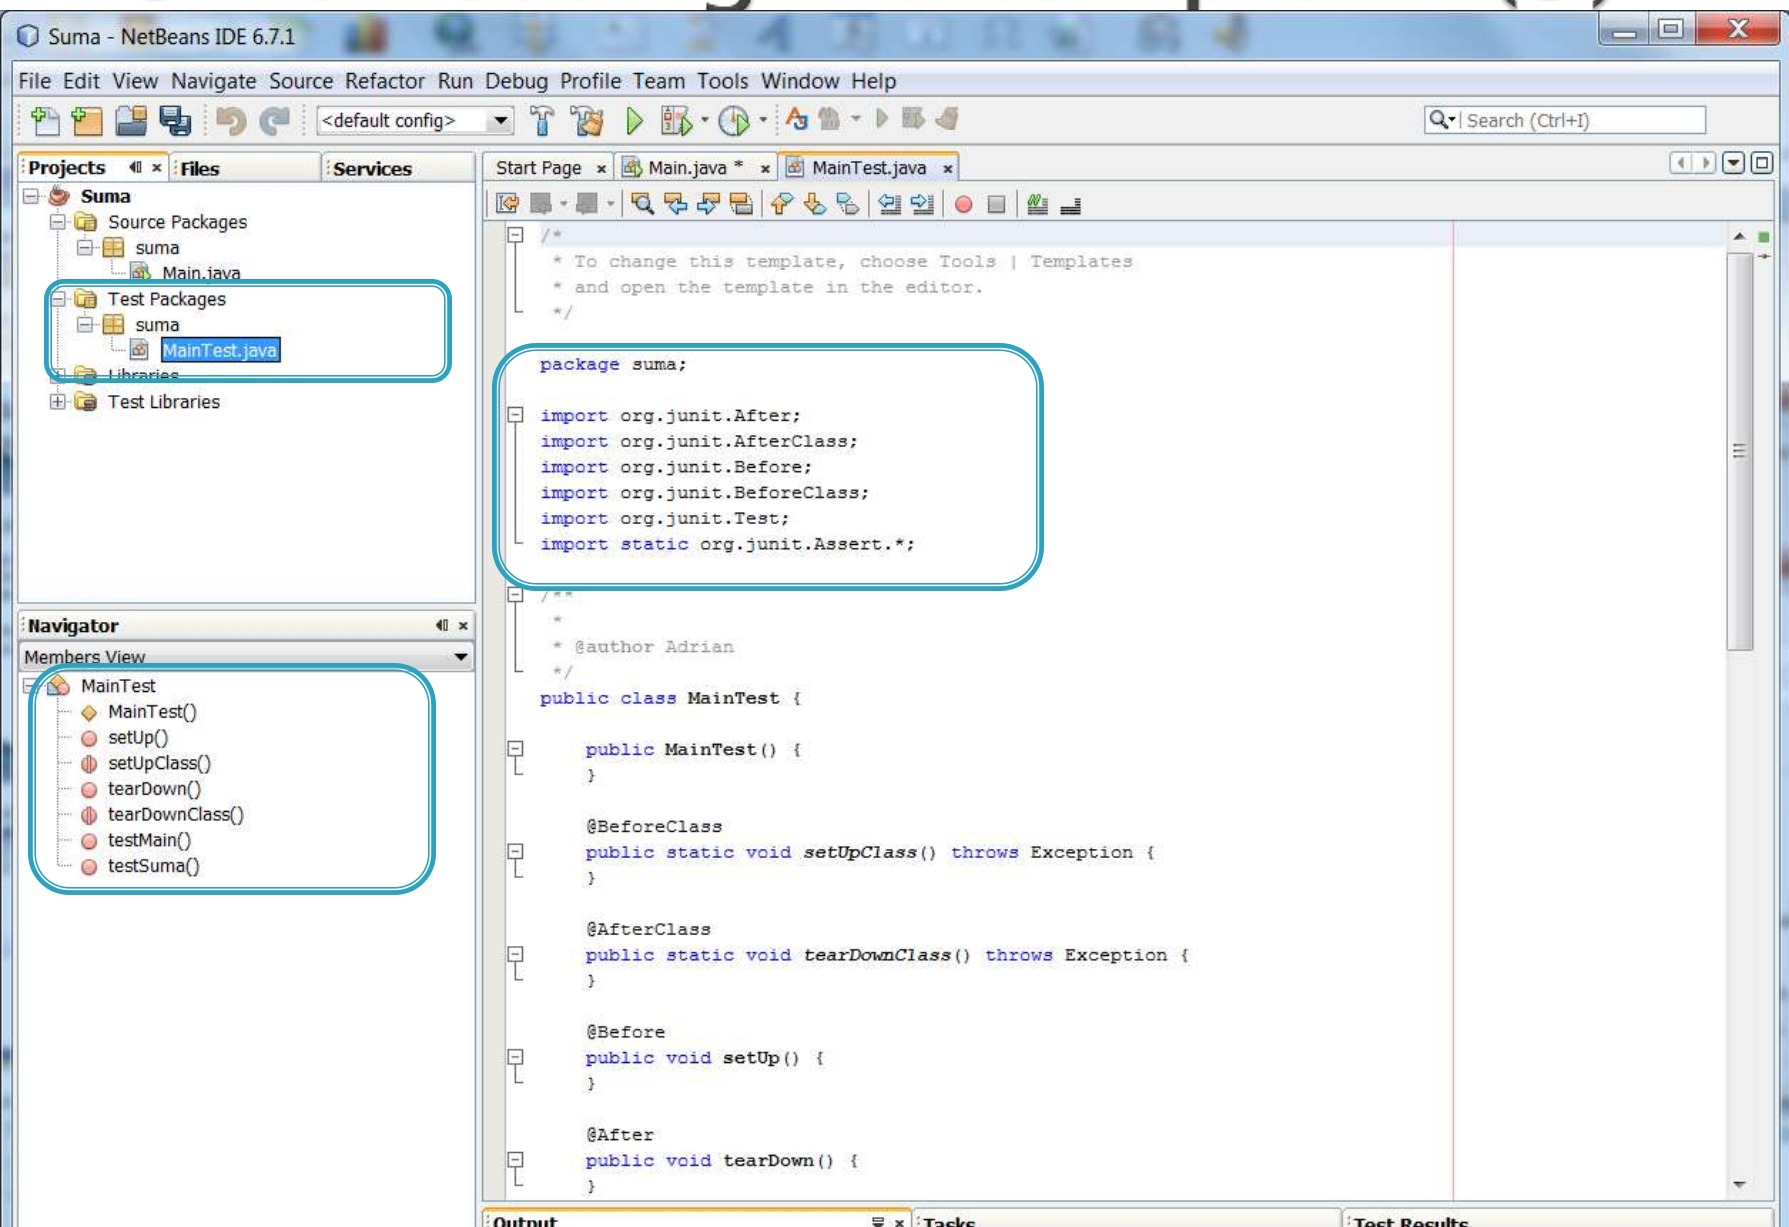 Suma - NetBeans IDE 6.7.1
File Edit View Navigate Source Refactor Run Debug Profile Team Tools Window Help
<default config>
Search (Ctrl+I)
Projects
Files
Services
Suma
Source Packages
suma
Main.java
Test Packages
suma
MainTest.java
Libraries
Test Libraries
Navigator
Members View
MainTest
MainTest()
setUp()
setUpClass()
tearDown()
tearDownClass()
testMain()
testSuma()
Start Page
Main.java *
MainTest.java
/*
* To change this template, choose Tools | Templates
* and open the template in the editor.
*/
package suma;
import org.junit.After;
import org.junit.AfterClass;
import org.junit.Before;
import org.junit.BeforeClass;
import org.junit.Test;
import static org.junit.Assert.*;
/**
*
* @author Adrian
*/
public class MainTest {
public MainTest() {
}
@BeforeClass
public static void setUpClass() throws Exception {
}
@AfterClass
public static void tearDownClass() throws Exception {
}
@Before
public void setUp() {
}
@After
public void tearDown() {
}
Output
Tasks
Test Results